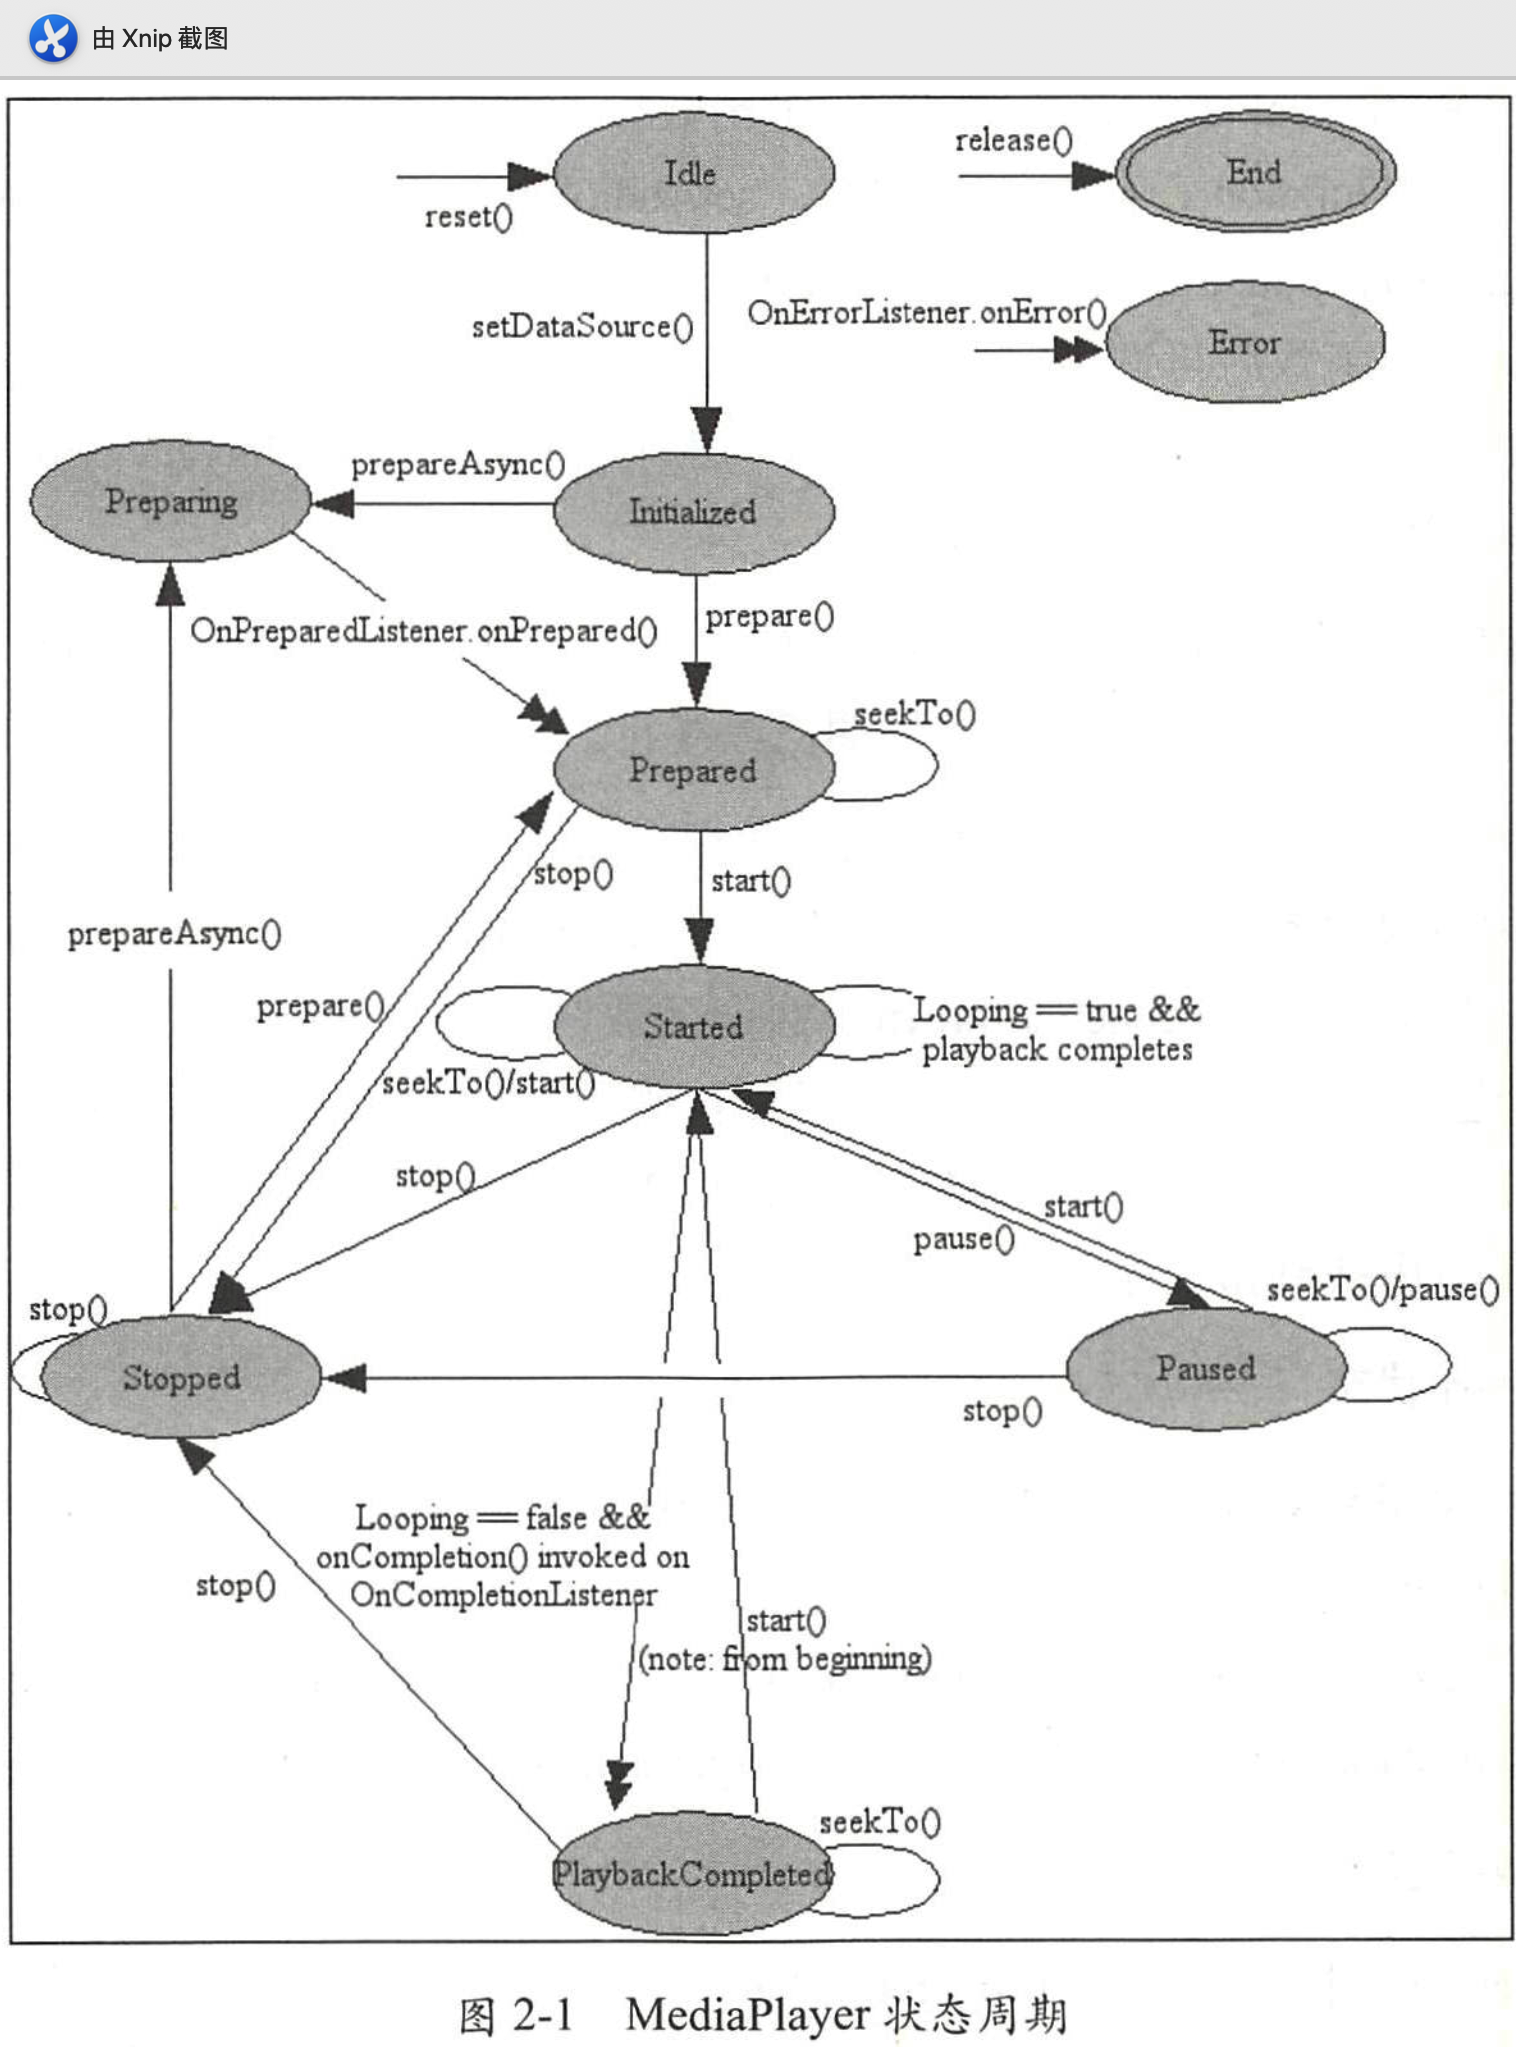 由 Xnip 截图
Idle
release()
End
reset()
setDataSource()
OnErrorListener.onError()
Error
prepareAsync()
Preparing
Initialized
OnPreparedListener.onPrepared()
prepare()
seekTo()
Prepared
stop()
start()
prepareAsync()
prepare()
Started
Looping == true &&
playback completes
seekTo()/start()
stop()
start()
pause()
seekTo()/pause()
stop()
Stopped
Paused
stop()
Looping == false &&
onCompletion() invoked on
OnCompletionListener
stop()
start()
(note: from beginning)
seekTo()
PlaybackCompleted
图 2-1 MediaPlayer 状态周期